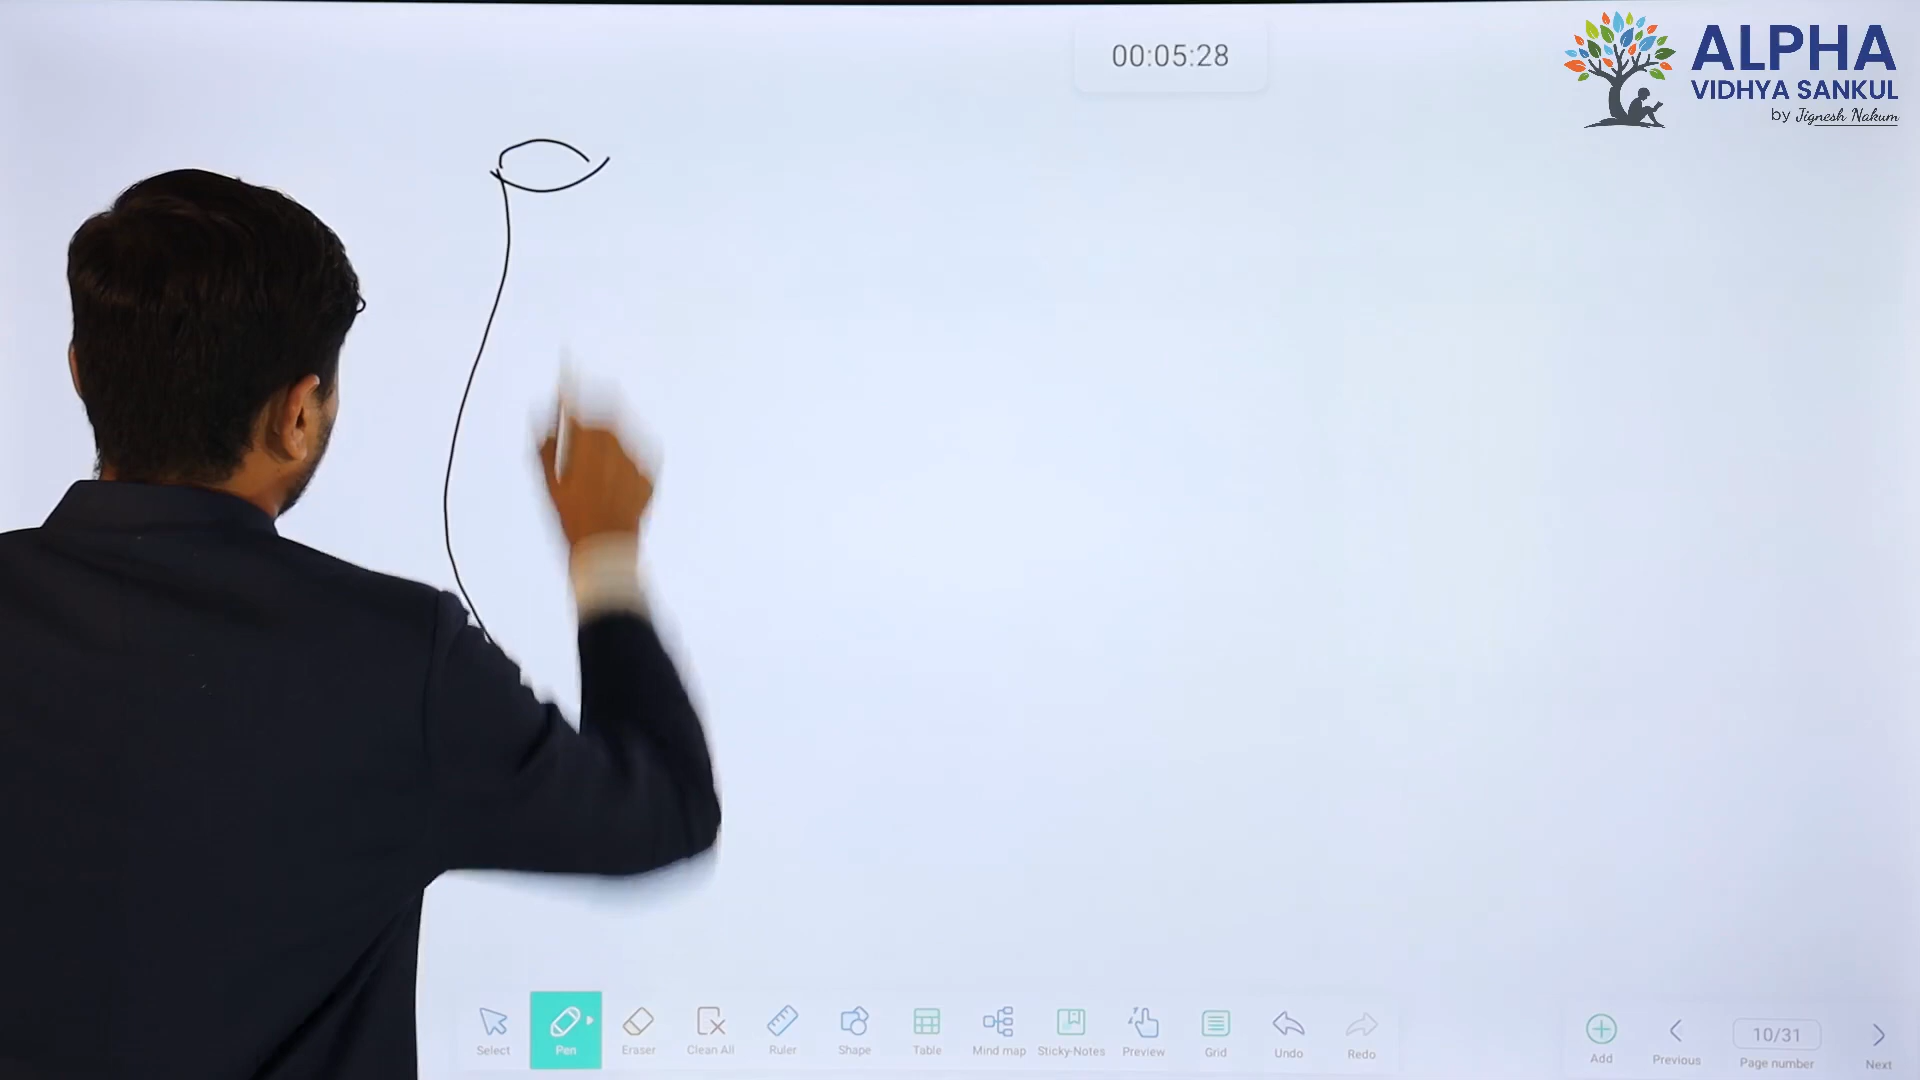 00:05:28
ALPHA
VIDHYA SANKUL
by Jignesh Nakum
Select
Pen
Eraser
Clean All
Ruler
Shape
Table
Mind map
Sticky-Notes
Preview
Grid
Undo
Redo
Add
Previous
10/31
Page number
Next